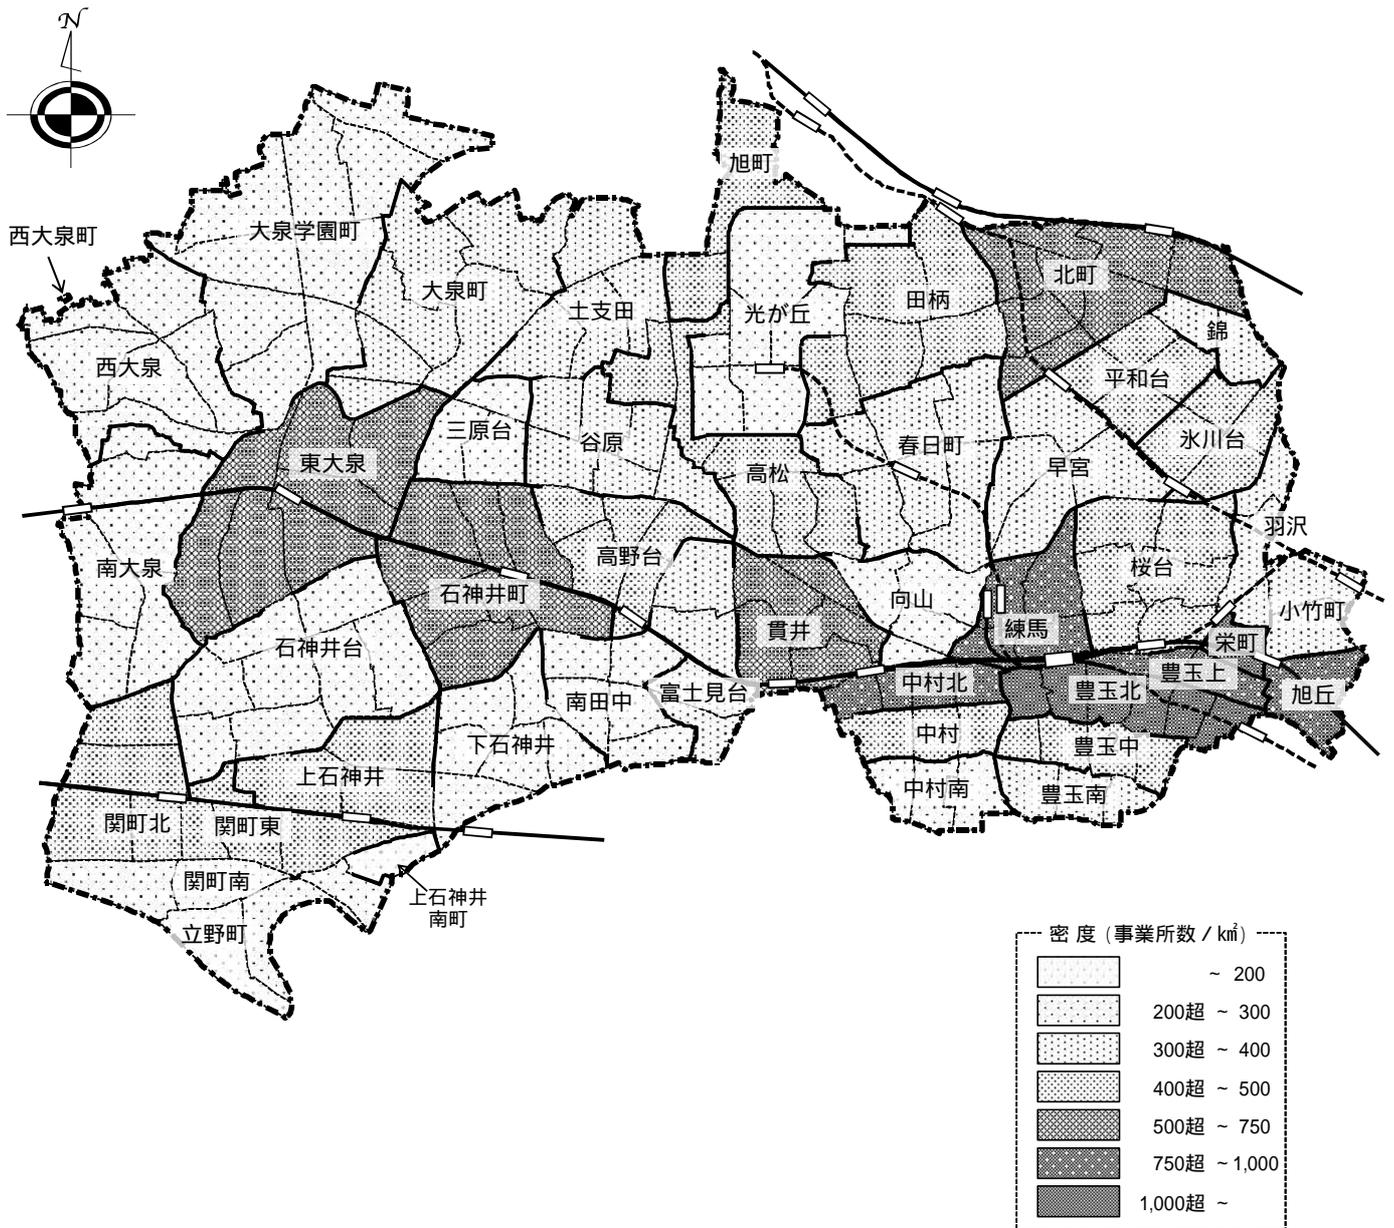 N
旭町
西大泉町
大泉学園町
大泉町
土支田
光が丘
田柄
北町
錦
西大泉
平和台
三原台
谷原
春日町
氷川台
東大泉
高松
早宮
羽沢
南大泉
高野台
桜台
石神井町
向山
小竹町
貫井
練馬
石神井台
栄町
豊玉上
富士見台
中村北
豊玉北
旭丘
南田中
下石神井
中村
豊玉中
上石神井
中村南
豊玉南
関町北
関町東
関町南
上石神井
南町
立野町
密 度 (事業所数 / k㎡)
~ 200
200超 ~ 300
300超 ~ 400
400超 ~ 500
500超 ~ 750
750超 ~ 1,000
1,000超 ~